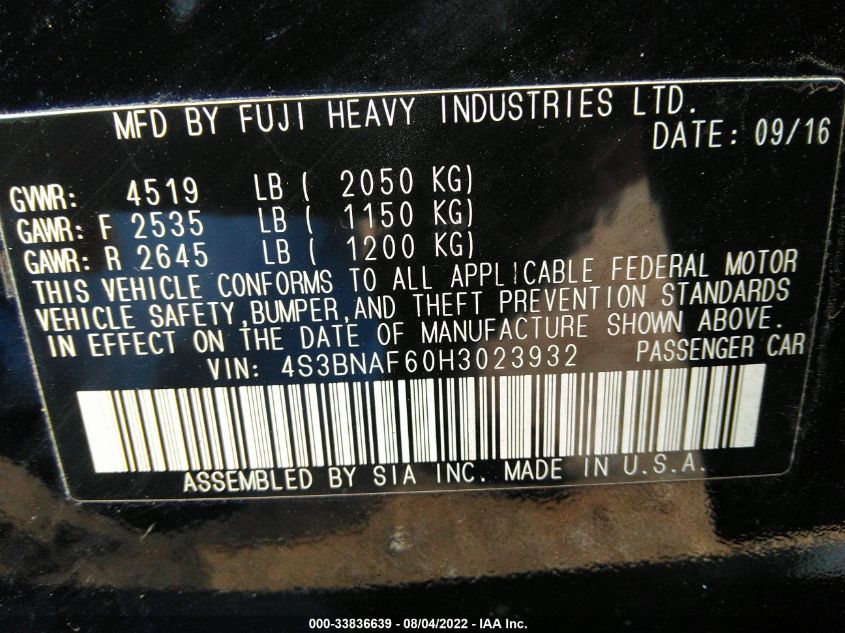 MFD BY FUJI HEAVY INDUSTRIES LTD.
DATE: 09/16
GVWR: 4519 LB ( 2050 KG)
GAWR: F 2535 LB ( 1150 KG)
GAWR: R 2645 LB ( 1200 KG)
THIS VEHICLE CONFORMS TO ALL APPLICABLE FEDERAL MOTOR
VEHICLE SAFETY,BUMPER,AND THEFT PREVENTION STANDARDS
IN EFFECT ON THE DATE OF MANUFACTURE SHOWN ABOVE.
VIN: 4S3BNAF60H3023932 PASSENGER CAR
ASSEMBLED BY SIA INC. MADE IN U.S.A.
000-33836639 - 08/04/2022 - IAA Inc.